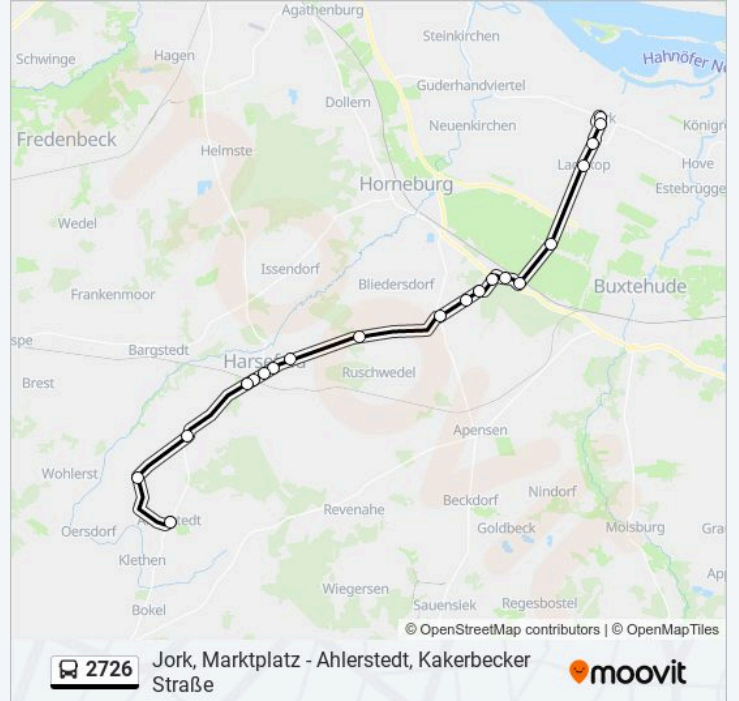 Agathenburg
Steinkirchen
Schwinge
Hagen
Hahnöfer
Guderhandviertel
Dollern
Neuenkirchen
Fredenbeck
Helmste
Hove
Horneburg
Estebrügge
Wedel
Issendorf
Bliedersdorf
Buxtehude
Frankenmoor
Bargstedt
Brest
Ruschwedel
Apensen
Wohlerst
Beckdorf
Nindorf
Revenahe
Oersdorf
Goldbeck
Moisburg
Klethen
Wiegersen
Bokel
Sauensiek
Regesbostel
© OpenStreetMap contributors | © OpenMapTiles
2726
Jork, Marktplatz - Ahlerstedt, Kakerbecker
Straße
moovit